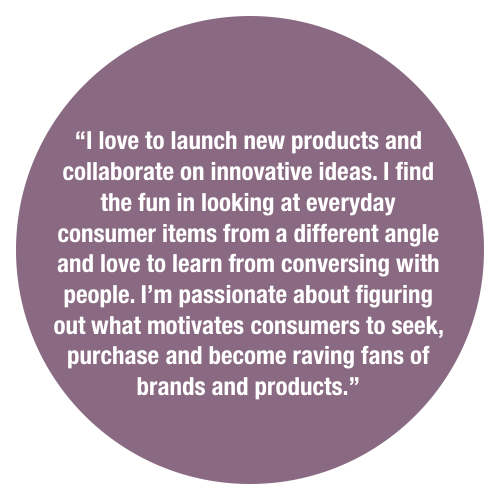 “I love to launch new products and
collaborate on innovative ideas. I find
the fun in looking at everyday
consumer items from a different angle
and love to learn from conversing with
people. I’m passionate about figuring
out what motivates consumers to seek,
purchase and become raving fans of
brands and products.”